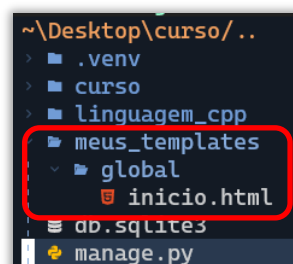 ~\Desktop\curso/..
.venv
curso
linguagem_cpp
meus_templates
global
inicio.html
db.sqlite3
manage.py